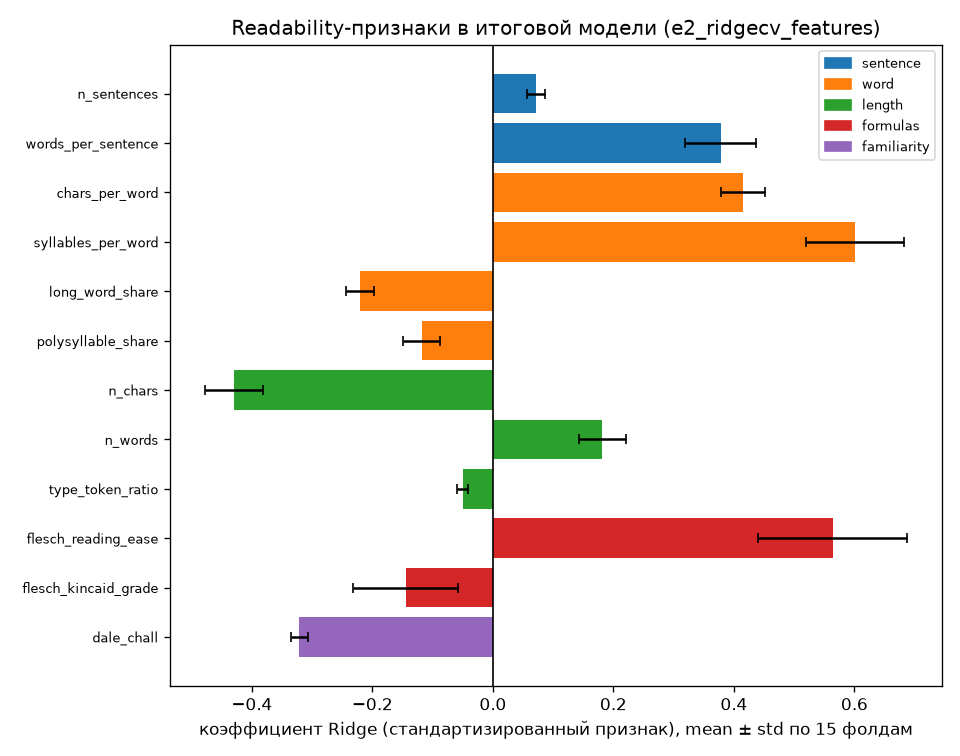 Readability-признаки в итоговой модели (e2_ridgecv_features)
sentence
word
length
formulas
familiarity
n_sentences
words_per_sentence
chars_per_word
syllables_per_word
long_word_share
polysyllable_share
n_chars
n_words
type_token_ratio
flesch_reading_ease
flesch_kincaid_grade
dale_chall
−0.4 −0.2 0.0 0.2 0.4 0.6
коэффициент Ridge (стандартизированный признак), mean ± std по 15 фолдам